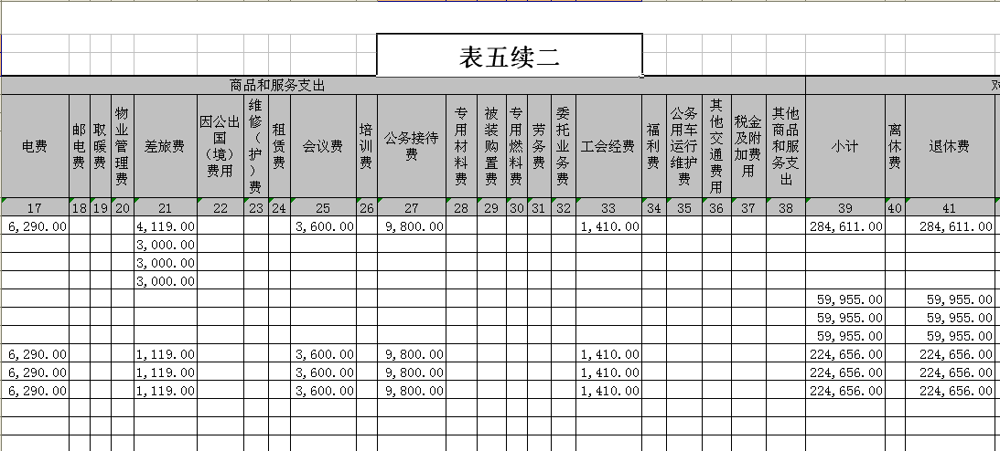 表五续二
商品和服务支出
电费 邮电费 取暖费 物业管理费 差旅费 因公出国（境）费用 维修（护）费 租赁费 会议费 培训费 公务接待费 专用材料费 被装购置费 专用燃料费 劳务费 委托业务费 工会经费 福利费 公务用车运行维护费 其他交通费用 税金及附加费用 其他商品和服务支出 小计 离休费 退休费
17 18 19 20 21 22 23 24 25 26 27 28 29 30 31 32 33 34 35 36 37 38 39 40 41
6,290.00 4,119.00 3,600.00 9,800.00 1,410.00 284,611.00 284,611.00
3,000.00
3,000.00
3,000.00
59,955.00 59,955.00
59,955.00 59,955.00
59,955.00 59,955.00
6,290.00 1,119.00 3,600.00 9,800.00 1,410.00 224,656.00 224,656.00
6,290.00 1,119.00 3,600.00 9,800.00 1,410.00 224,656.00 224,656.00
6,290.00 1,119.00 3,600.00 9,800.00 1,410.00 224,656.00 224,656.00